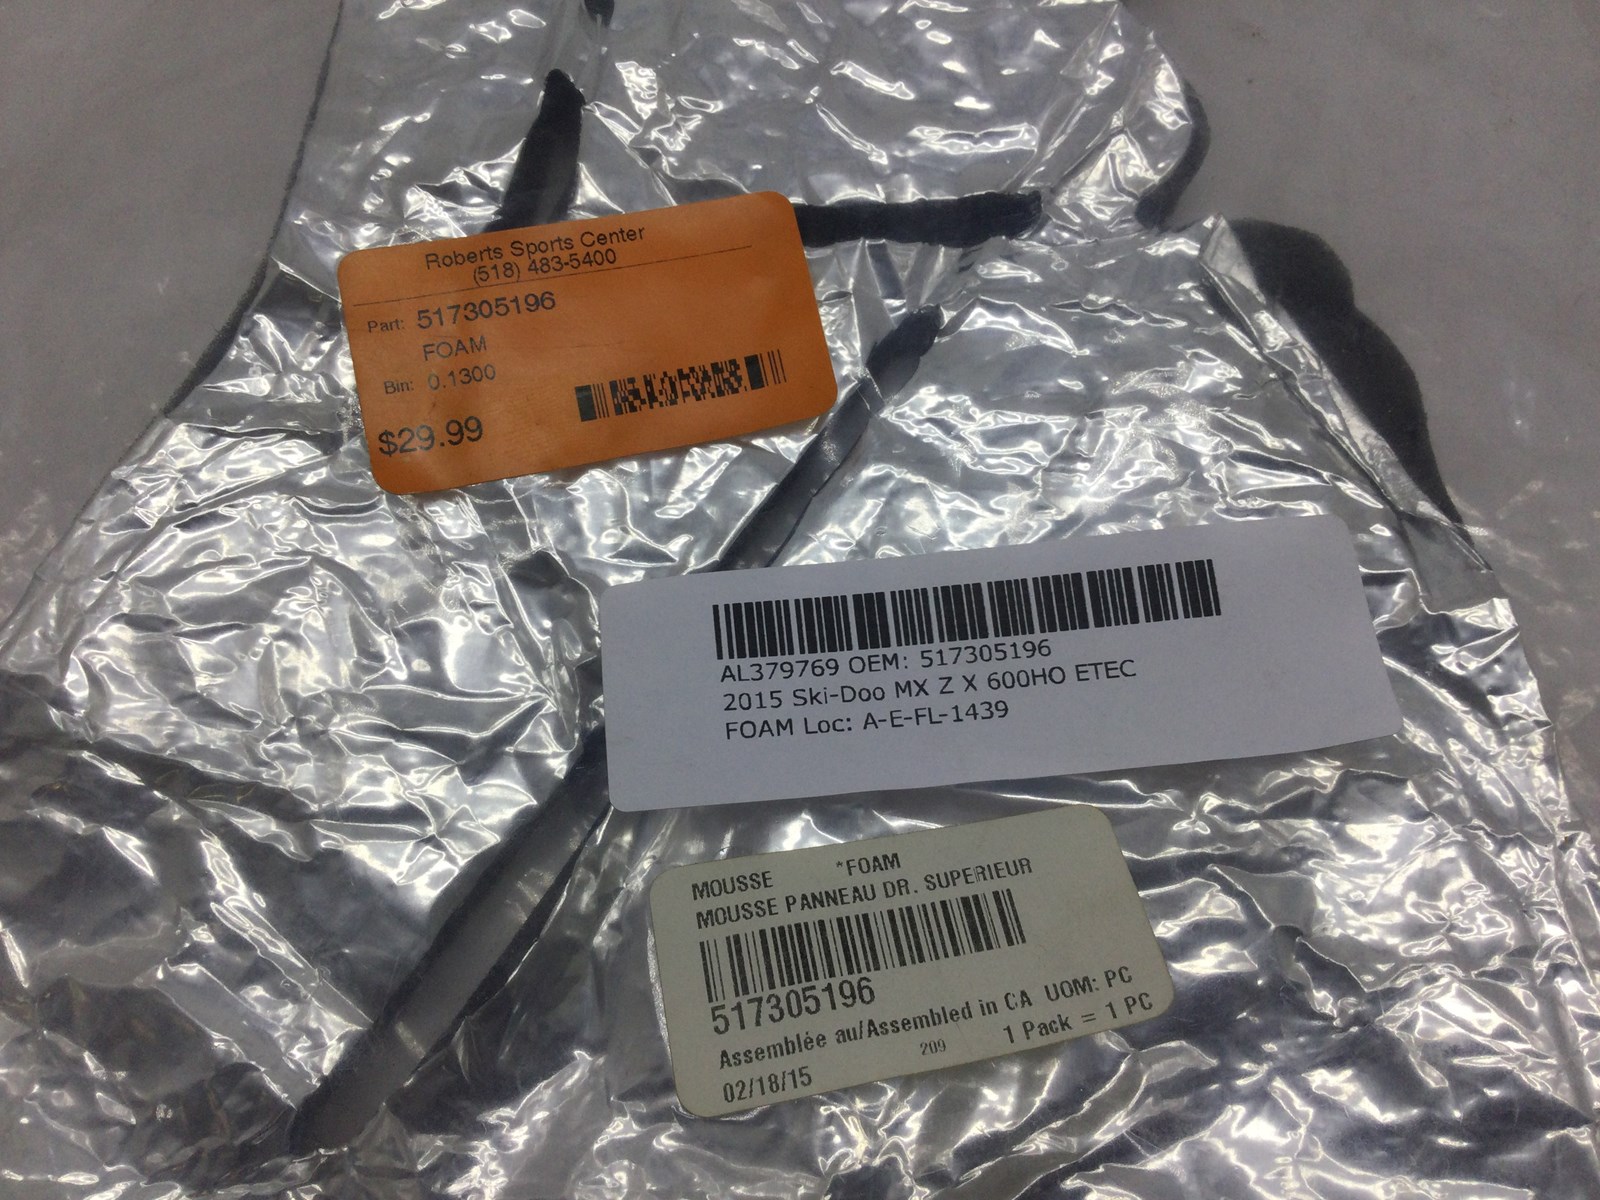 Roberts Sports Center
(518) 483-5400
Part: 517305196
FOAM
Bin: 0.1300
$29.99
AL379769 OEM: 517305196
2015 Ski-Doo MX Z X 600HO ETEC
FOAM Loc: A-E-FL-1439
MOUSSE *FOAM
MOUSSE PANNEAU DR. SUPERIEUR
517305196
Assemblée au/Assembled in CA UOM: PC
209 1 Pack = 1 PC
02/18/15